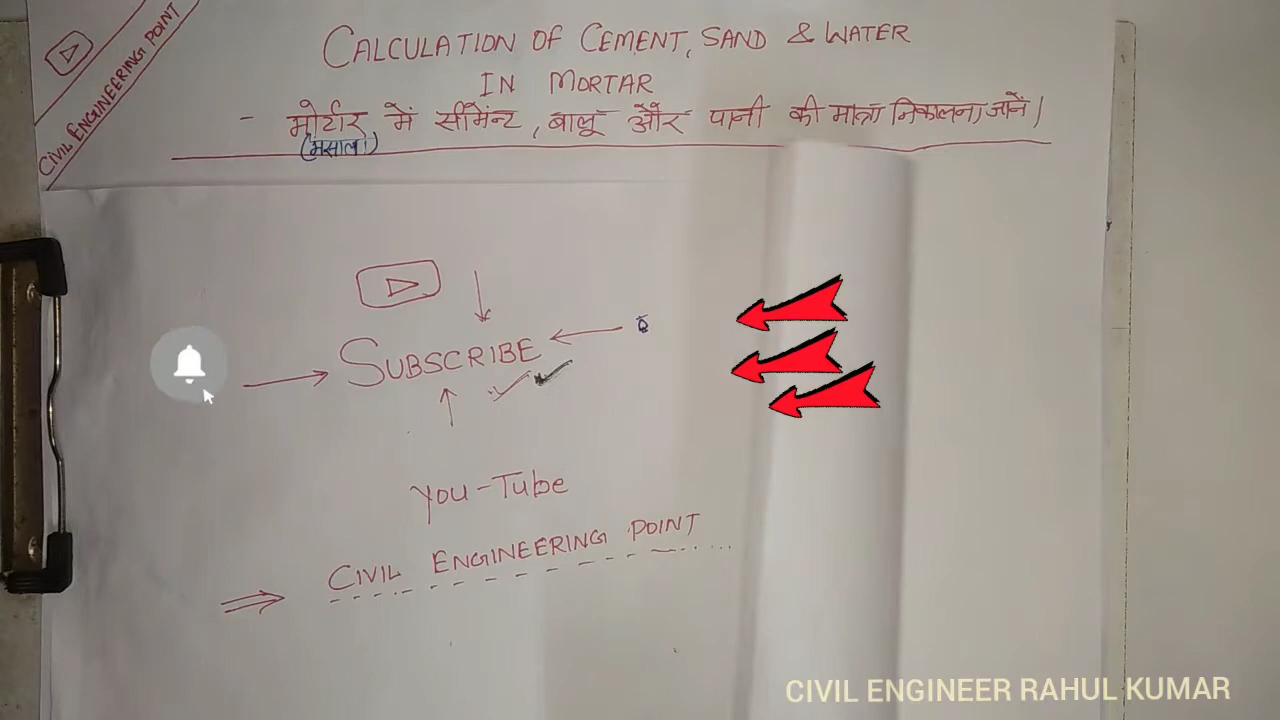 CIVIL ENGINEERING POINT
CALCULATION OF CEMENT, SAND & WATER
IN MORTAR
- मोर्टार में सीमेंन्ट, बालू और पानी की मात्रा निकालना जानें।
(मसाला)
SUBSCRIBE
You-Tube
⇒ CIVIL ENGINEERING POINT
CIVIL ENGINEER RAHUL KUMAR